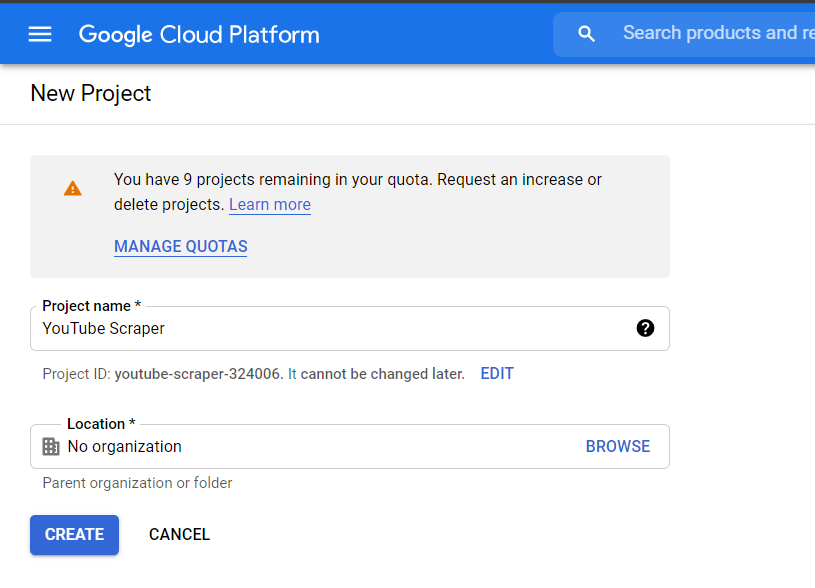 Google Cloud Platform
Search products and re
New Project
You have 9 projects remaining in your quota. Request an increase or
delete projects. Learn more
MANAGE QUOTAS
Project name *
YouTube Scraper
Project ID: youtube-scraper-324006. It cannot be changed later. EDIT
Location *
No organization BROWSE
Parent organization or folder
CREATE CANCEL